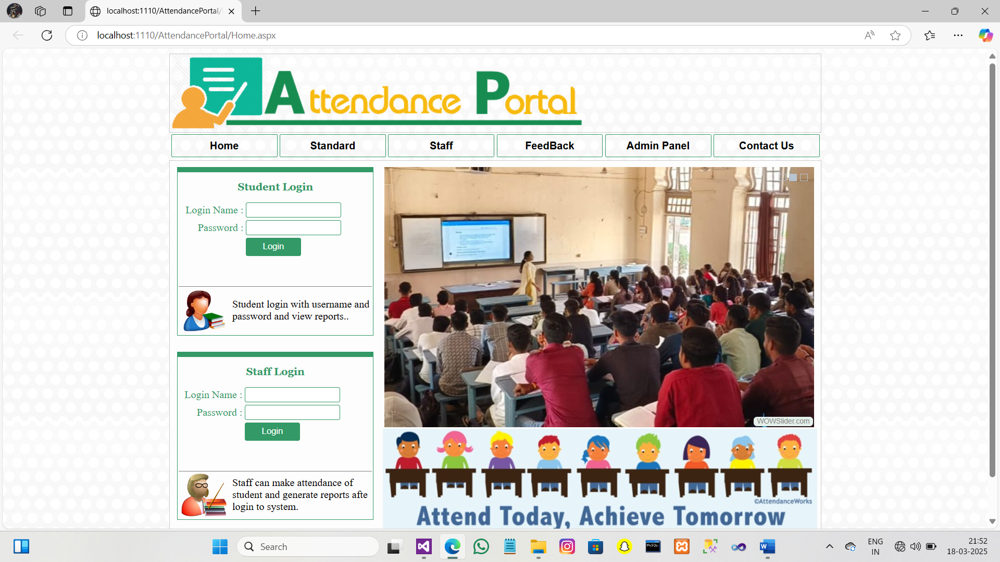 localhost:1110/AttendancePortal/
localhost:1110/AttendancePortal/Home.aspx
Attendance Portal
Home
Standard
Staff
FeedBack
Admin Panel
Contact Us
Student Login
Login Name :
Password :
Login
Student login with username and
password and view reports..
Staff Login
Login Name :
Password :
Login
Staff can make attendance of
student and generate reports afte
login to system.
WOWSlider.com
©AttendanceWorks
Attend Today, Achieve Tomorrow
Search
MySQL
ENG
IN
21:52
18-03-2025